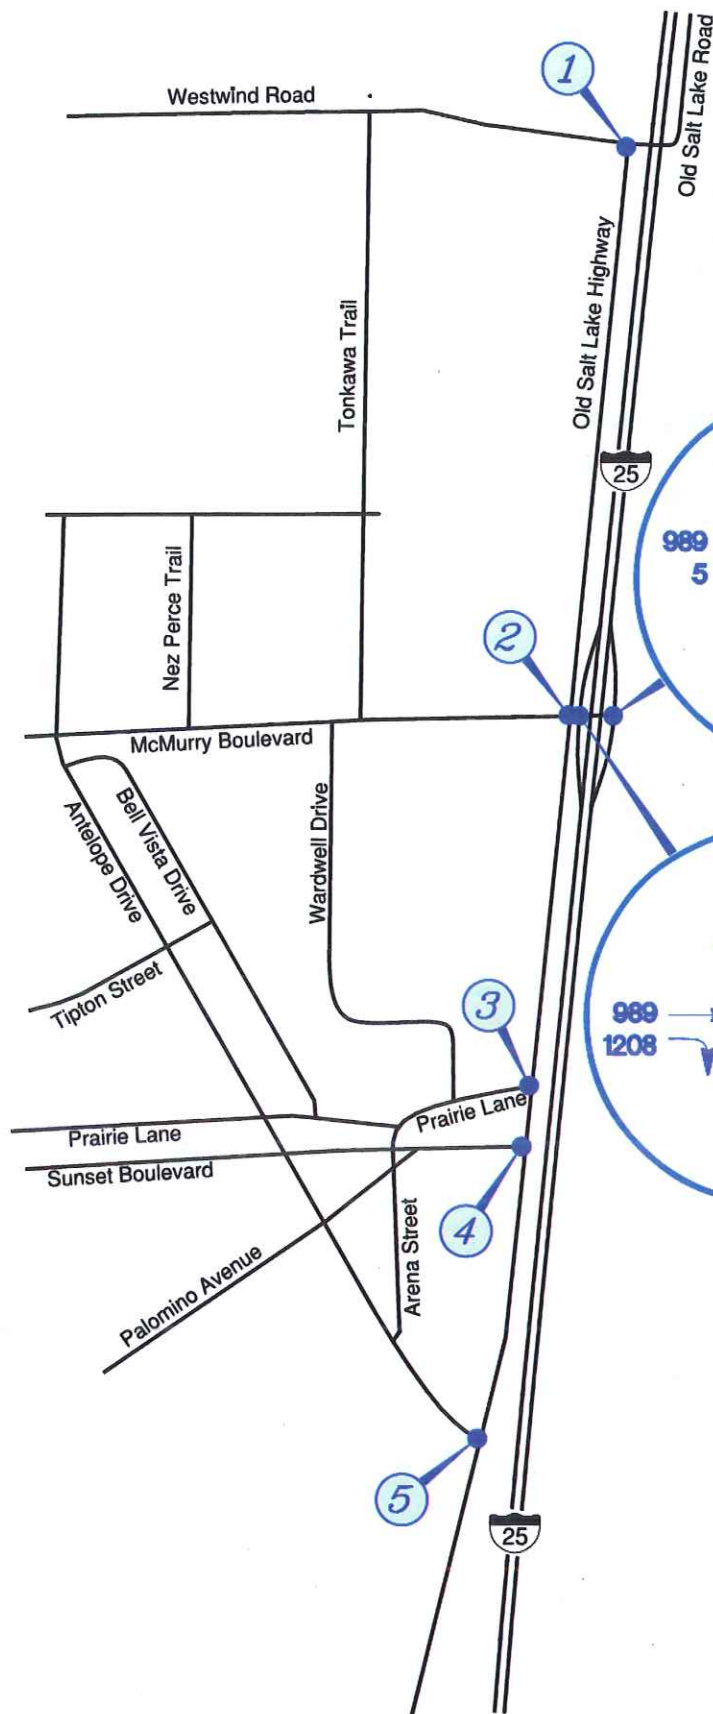 1
Westwind Road
Old Salt Lake Road
Old Salt Lake Highway
Tonkawa Trail
25
989
5
Nez Perce Trail
2
McMurry Boulevard
Bell Vista Drive
Antelope Drive
Wardwell Drive
Tipton Street
3
989
1208
Prairie Lane
Prairie Lane
Sunset Boulevard
4
Arena Street
Palomino Avenue
5
25